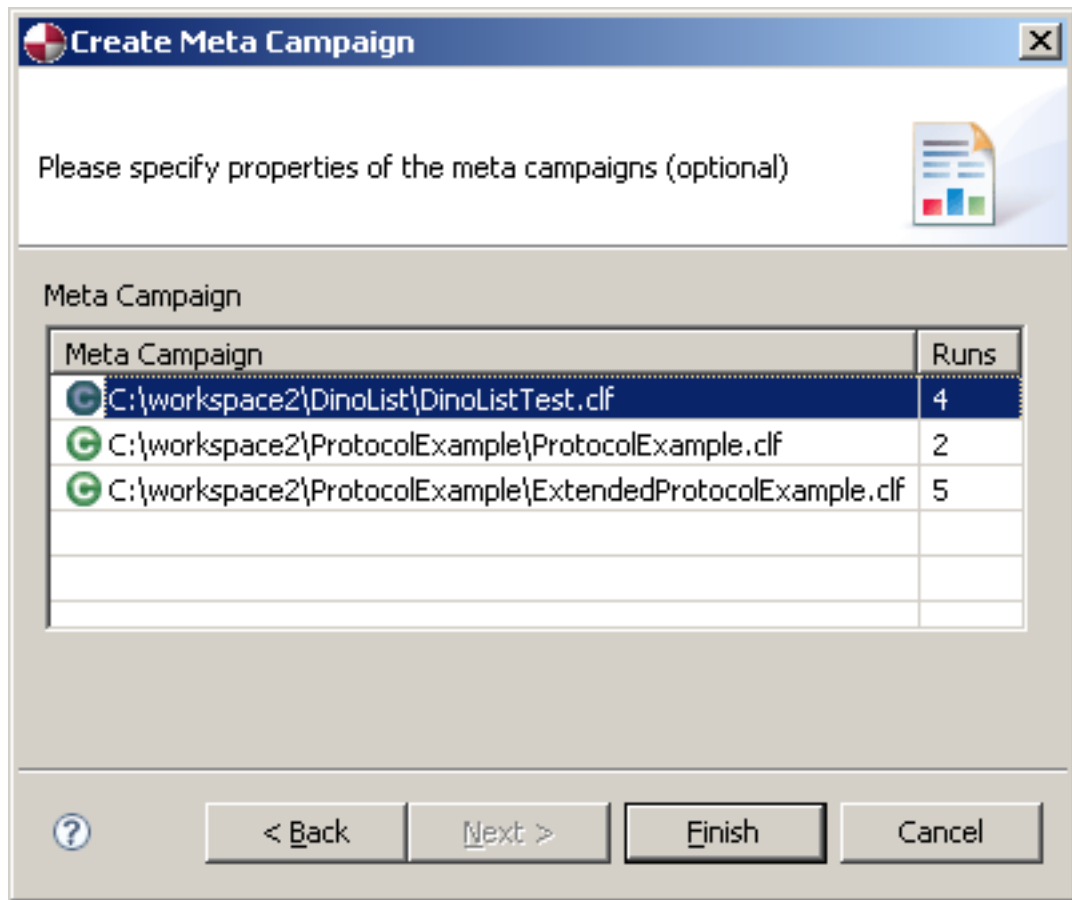 Create Meta Campaign
Please specify properties of the meta campaigns (optional)
Meta Campaign
Meta Campaign Runs
C:\workspace2\DinoList\DinoListTest.clf 4
C:\workspace2\ProtocolExample\ProtocolExample.clf 2
C:\workspace2\ProtocolExample\ExtendedProtocolExample.clf 5
? < Back Next > Finish Cancel